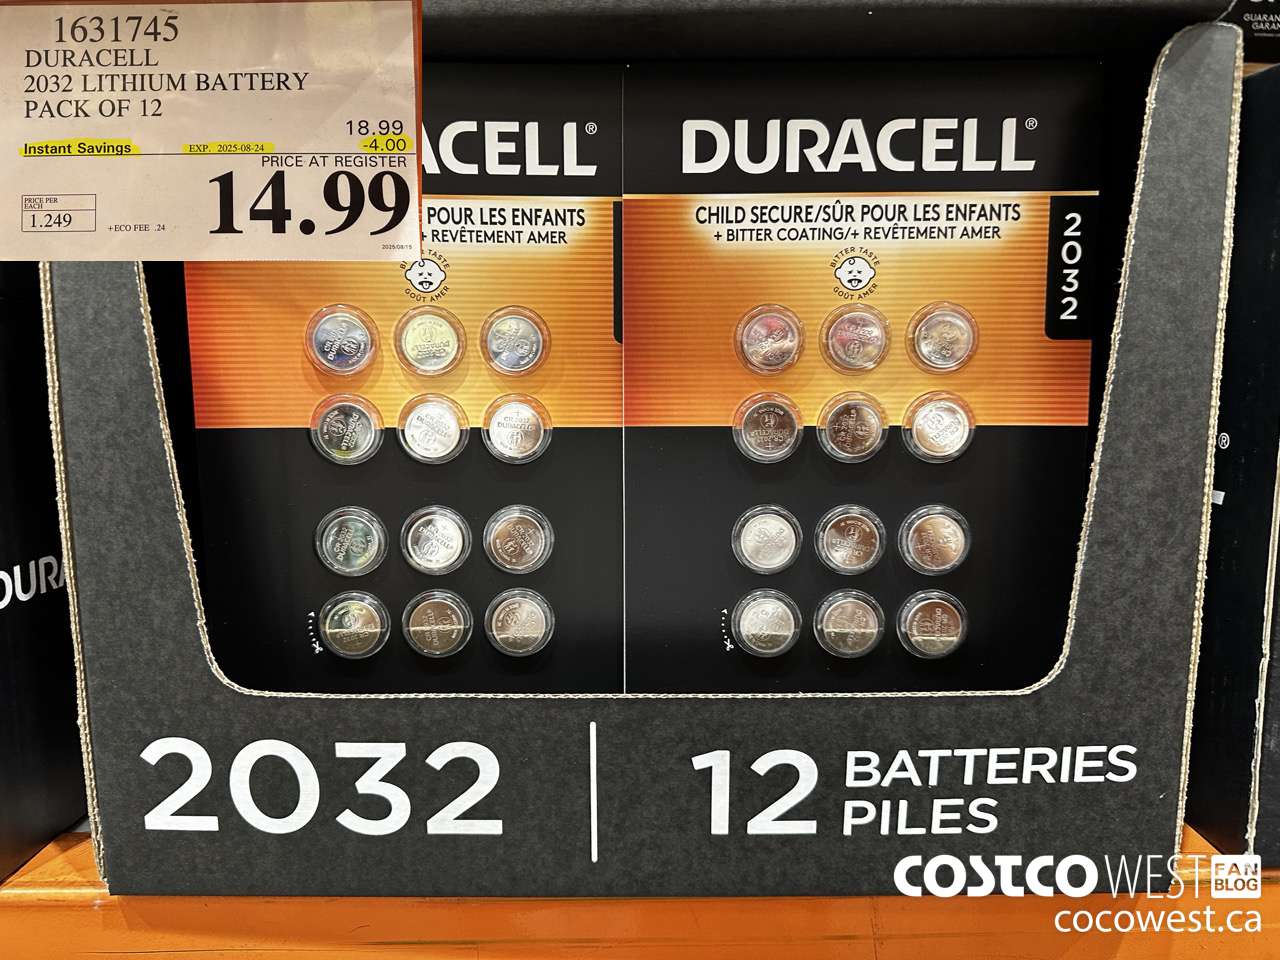 1631745
DURACELL
2032 LITHIUM BATTERY
PACK OF 12
18.99
Instant Savings EXP. 2025-08-24 -4.00
PRICE AT REGISTER
14.99
PRICE PER
EACH
1.249
+ECO FEE .24
2025/08/15
ACELL®
POUR LES ENFANTS
+ REVÊTEMENT AMER
BITTER TASTE
GOÛT AMER
DURACELL®
CHILD SECURE/SÛR POUR LES ENFANTS
+ BITTER COATING/+ REVÊTEMENT AMER
BITTER TASTE
GOÛT AMER
2032
DURA
®
2032
12 BATTERIES
PILES
COSTCO WEST FAN
BLOG
cocowest.ca